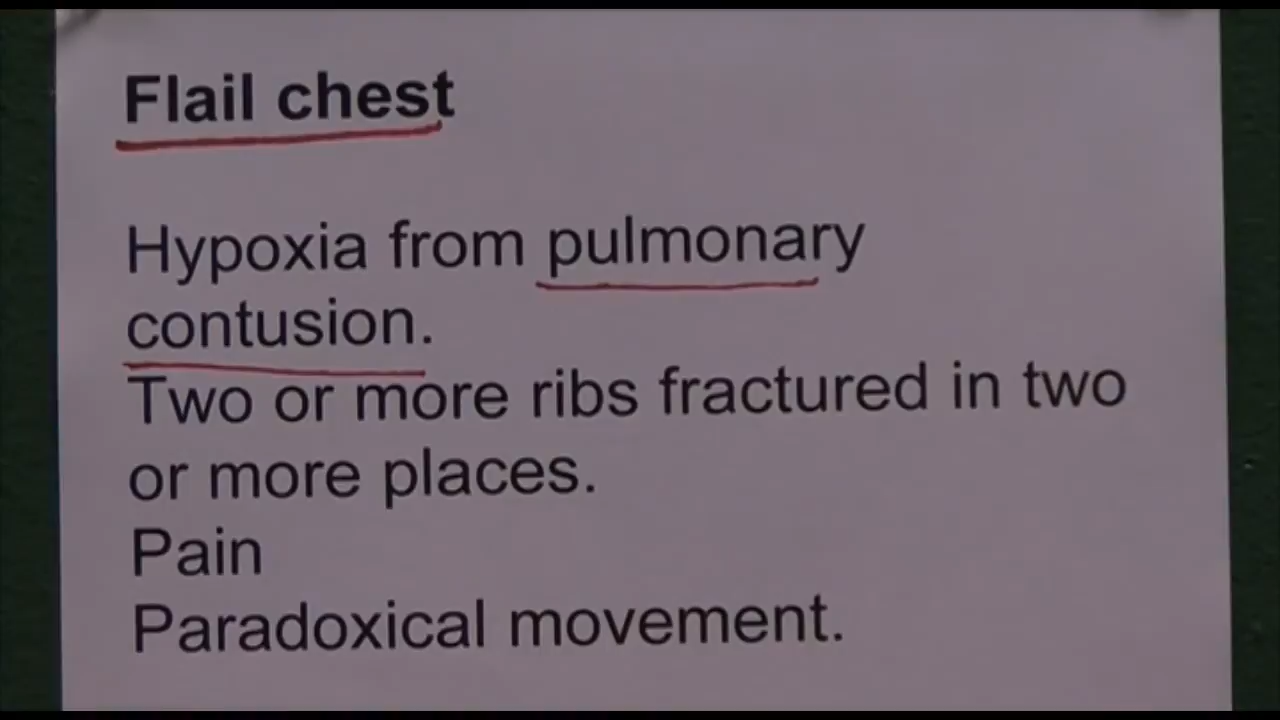 Flail chest
Hypoxia from pulmonary
contusion.
Two or more ribs fractured in two
or more places.
Pain
Paradoxical movement.